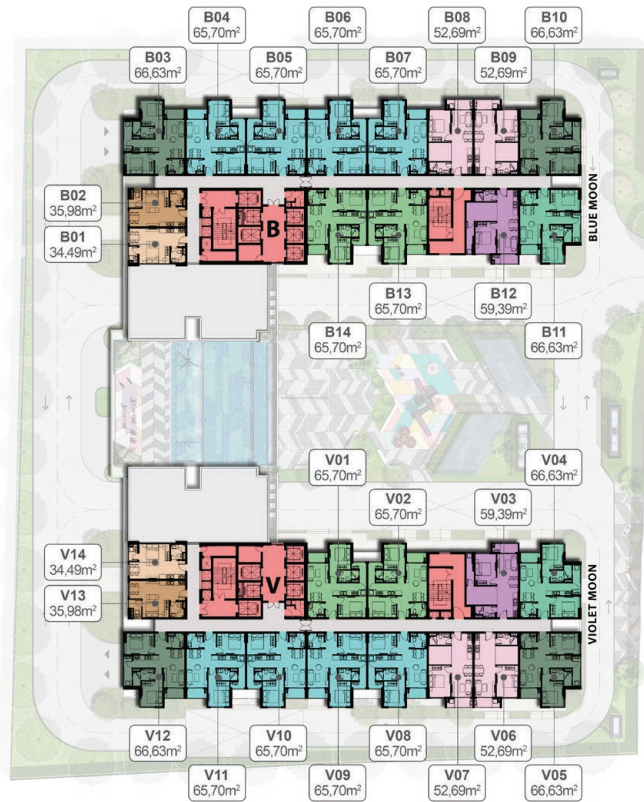 B04
65,70m²
B06
65,70m²
B08
52,69m²
B10
66,63m²
B03
66,63m²
B05
65,70m²
B07
65,70m²
B09
52,69m²
B02
35,98m²
B01
34,49m²
B
BLUE MOON
B14
65,70m²
B13
65,70m²
B12
59,39m²
B11
66,63m²
V01
65,70m²
V02
65,70m²
V03
59,39m²
V04
66,63m²
V14
34,49m²
V13
35,98m²
V
VIOLET MOON
V12
66,63m²
V10
65,70m²
V08
65,70m²
V06
52,69m²
V11
65,70m²
V09
65,70m²
V07
52,69m²
V05
66,63m²